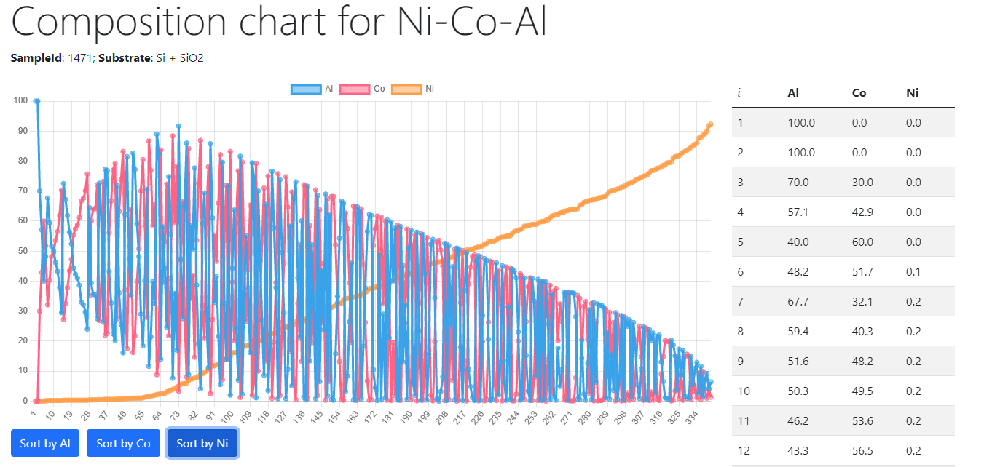 Composition chart for Ni-Co-Al
SampleId: 1471; Substrate: Si + SiO2
Al Co Ni
100
90
80
70
60
50
40
30
20
10
0
1 10 19 28 37 46 55 64 73 82 91 100 109 118 127 136 145 154 163 172 181 190 199 208 217 226 235 244 253 262 271 280 289 298 307 316 325 334
Sort by Al Sort by Co Sort by Ni
i Al Co Ni
1 100.0 0.0 0.0
2 100.0 0.0 0.0
3 70.0 30.0 0.0
4 57.1 42.9 0.0
5 40.0 60.0 0.0
6 48.2 51.7 0.1
7 67.7 32.1 0.2
8 59.4 40.3 0.2
9 51.6 48.2 0.2
10 50.3 49.5 0.2
11 46.2 53.6 0.2
12 43.3 56.5 0.2